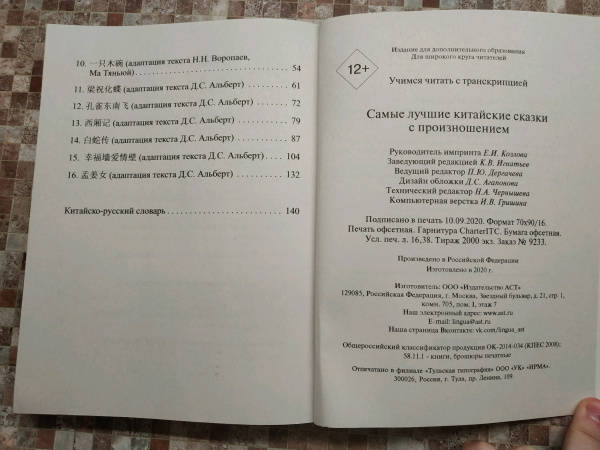 10. 一只木碗 (адаптация текста Н.Н. Воропаев,
Ма Тяньюй) 54
11. 梁祝化蝶 (адаптация текста Д.С. Альберт) 61
12. 孔雀东南飞 (адаптация текста Д.С. Альберт) 72
13. 西厢记 (адаптация текста Д.С. Альберт) 79
14. 白蛇传 (адаптация текста Д.С. Альберт) 87
15. 幸福墙爱情壁 (адаптация текста Д.С. Альберт) 104
16. 孟姜女 (адаптация текста Д.С. Альберт) 132
Китайско-русский словарь 140
Издание для дополнительного образования
Для широкого круга читателей
12+
Учимся читать с транскрипцией
Самые лучшие китайские сказки
с произношением
Руководитель импринта Е.И. Козлова
Заведующий редакцией К.В. Игнатьев
Ведущий редактор П.Ю. Дергачева
Дизайн обложки Д.С. Агапонова
Технический редактор Н.А. Чернышева
Компьютерная верстка И.В. Гришина
Подписано в печать 10.09.2020. Формат 70х90/16.
Печать офсетная. Гарнитура CharterITC. Бумага офсетная.
Усл. печ. л. 16,38. Тираж 2000 экз. Заказ № 9233.
Произведено в Российской Федерации
Изготовлено в 2020 г.
Изготовитель: ООО «Издательство АСТ»
129085, Российская Федерация, г. Москва, Звездный бульвар, д. 21, стр. 1,
комн. 705, пом. I, этаж 7
Наш электронный адрес: www.ast.ru
E-mail: lingua@ast.ru
Наша страница Вконтакте: vk.com/lingua_ast
Общероссийский классификатор продукции ОК-2014-034 (КПЕС 2008);
58.11.1 - книги, брошюры печатные
Отпечатано в филиале «Тульская типография» ООО «УК» «ИРМА».
300026, Россия, г. Тула, пр. Ленина, 109.